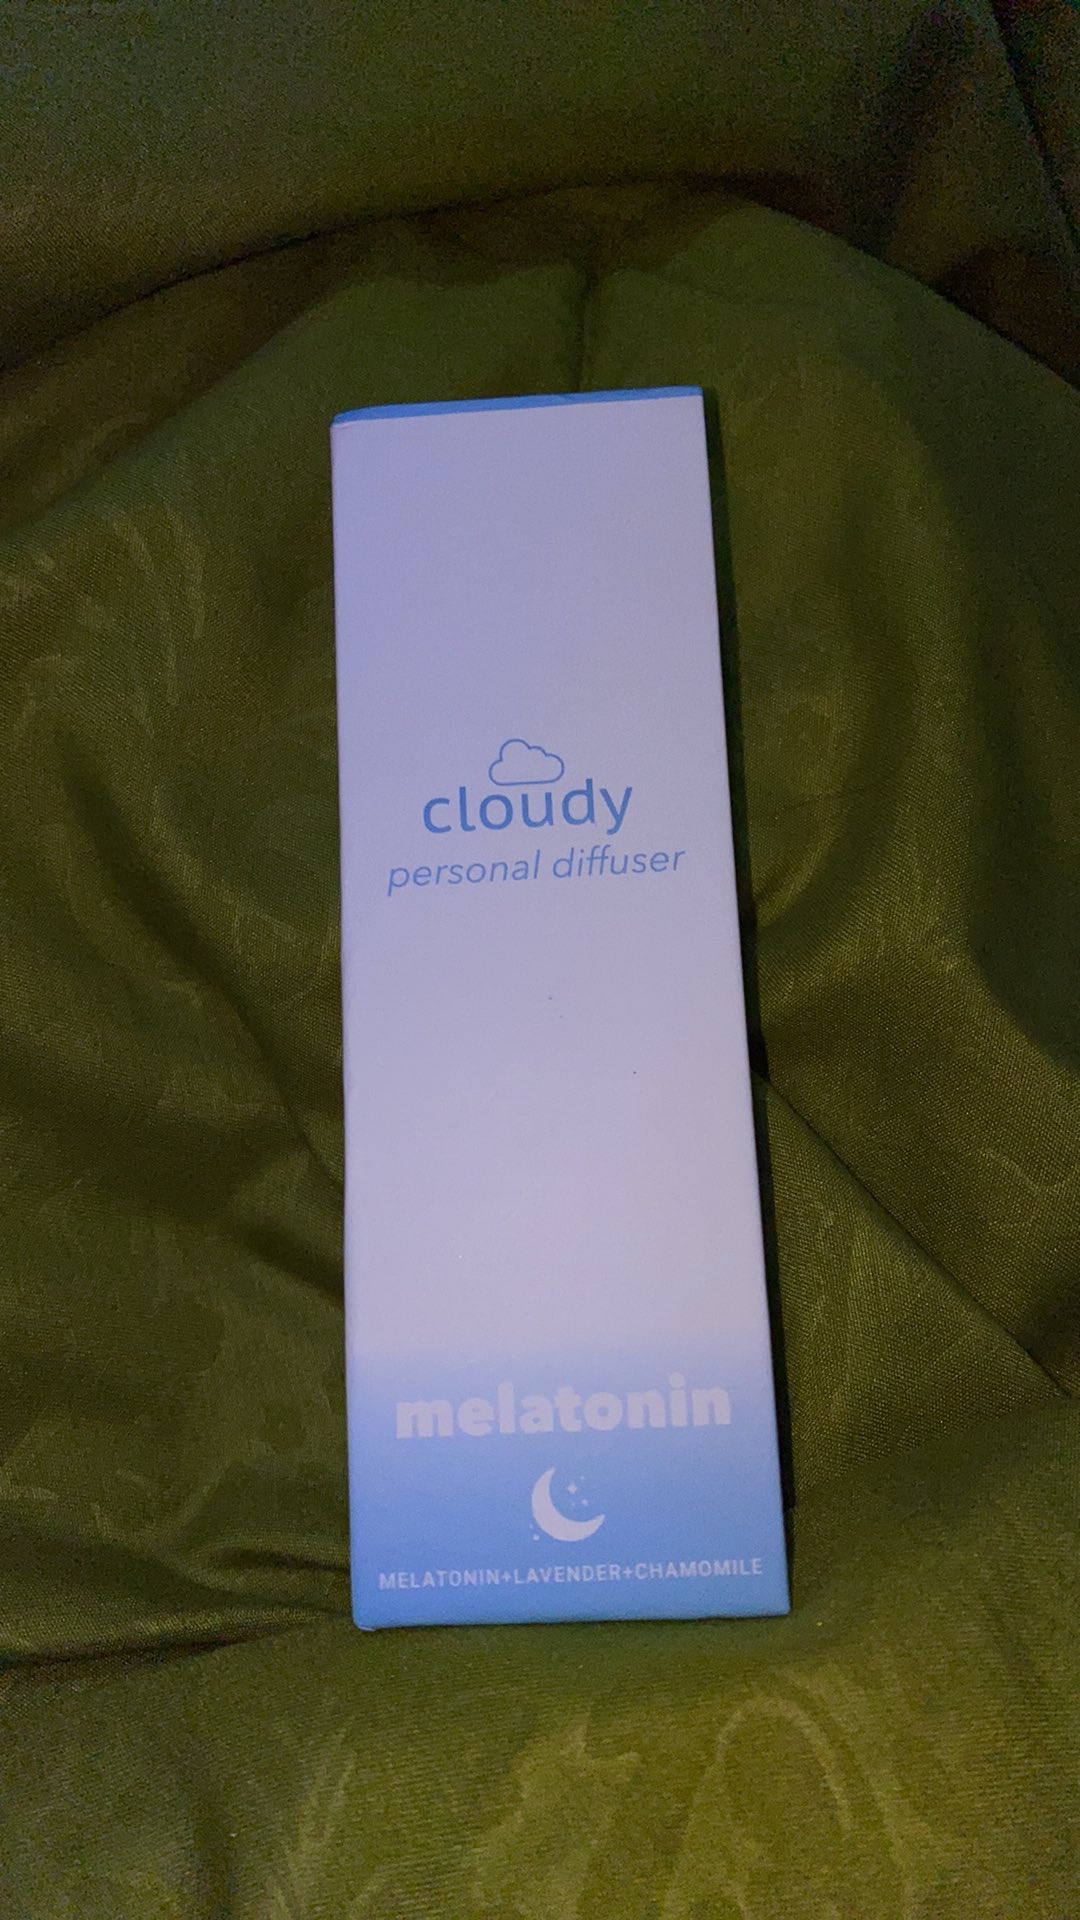 cloudy
personal diffuser
melatonin
MELATONIN+LAVENDER+CHAMOMILE